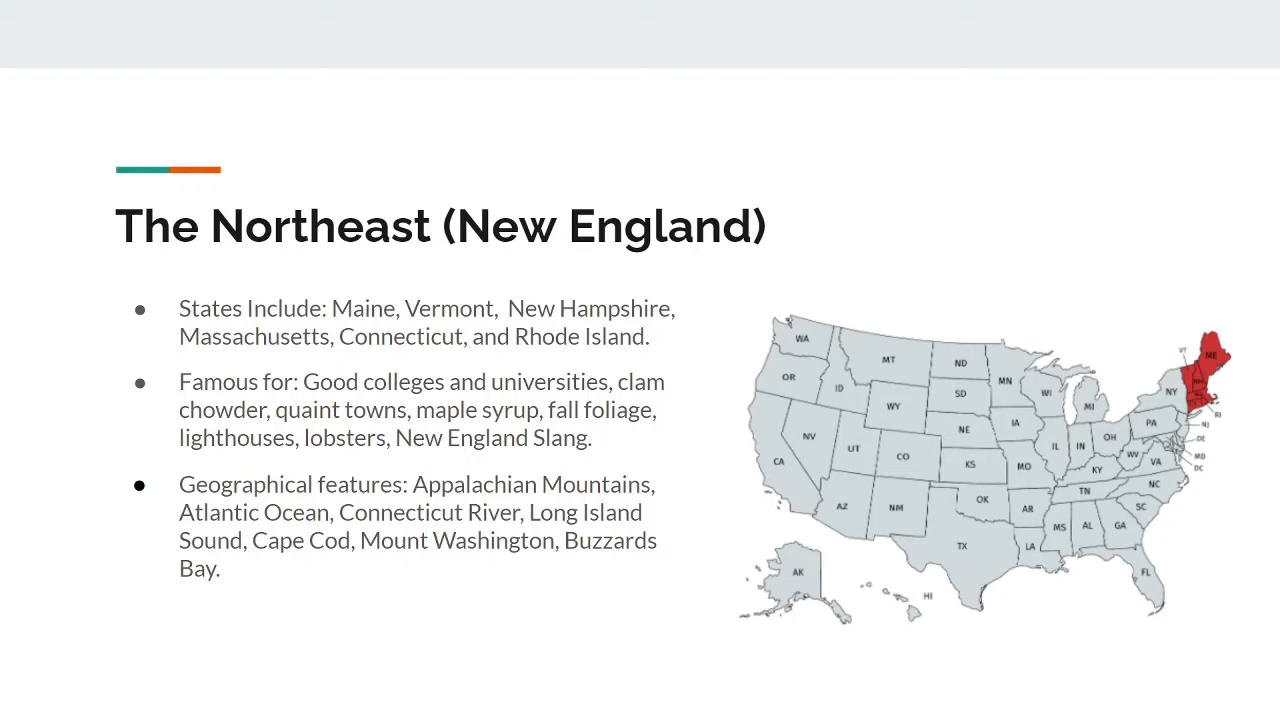 The Northeast (New England)
● States Include: Maine, Vermont,  New Hampshire,
Massachusetts, Connecticut, and Rhode Island.
● Famous for: Good colleges and universities, clam
chowder, quaint towns, maple syrup, fall foliage,
lighthouses, lobsters, New England Slang.
● Geographical features: Appalachian Mountains,
Atlantic Ocean, Connecticut River, Long Island
Sound, Cape Cod, Mount Washington, Buzzards
Bay.
WA
MT
ND
MN
VT
ME
OR
ID
WY
SD
WI
MI
NY
NH
RI
NV
UT
CO
NE
IA
IL
IN
OH
PA
NJ
DE
CA
KS
MO
KY
WV
VA
MD
DC
AZ
NM
OK
AR
TN
NC
SC
TX
LA
MS
AL
GA
FL
AK
HI